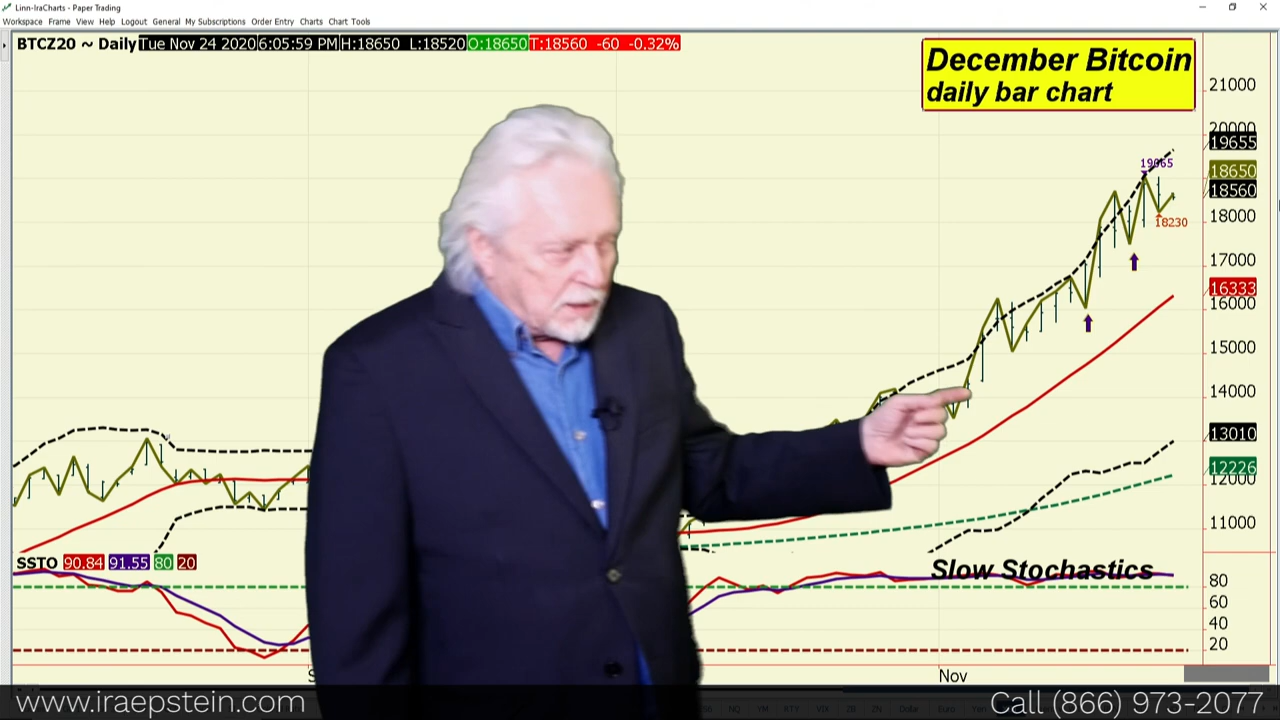 Linn-IraCharts - Paper Trading
Workspace Frame View Help Logout General My Subscriptions Order Entry Charts Chart Tools
BTCZ20 ~ Daily Tue Nov 24 2020 6:05:59 PM H:18650 L:18520 O:18650 T:18560 -60 -0.32%
December Bitcoin
daily bar chart
21000
20000
19655
19065
18650
18560
18000
18230
17000
16333
16000
15000
14000
13010
12226
12000
11000
SSTO 90.84 91.55 80 20
Slow Stochastics
80
60
40
20
Nov
www.iraepstein.com
Call (866) 973-2077